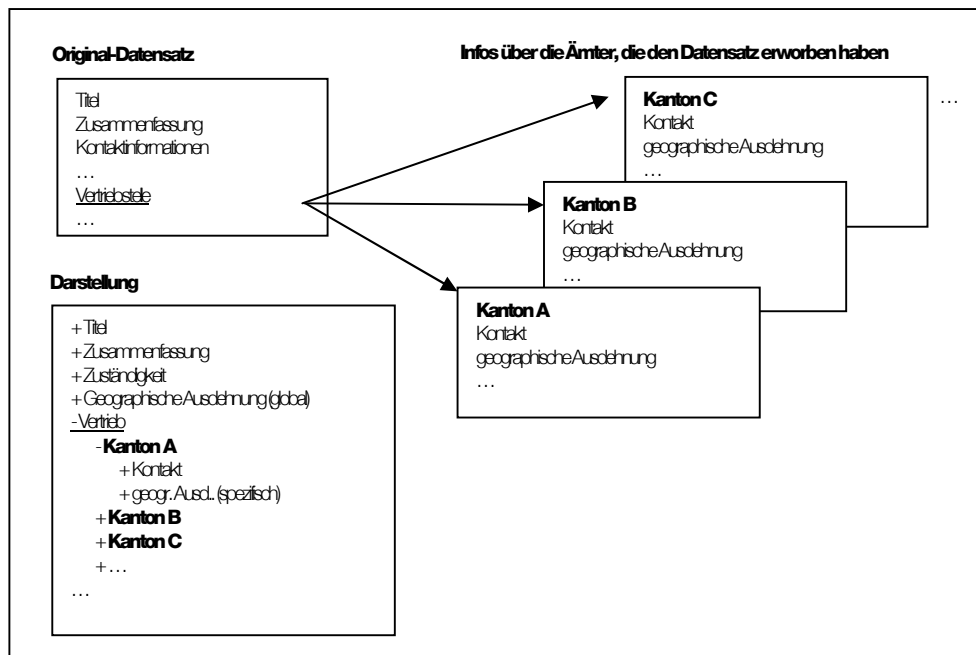 Original-Datensatz
Titel
Zusammenfassung
Kontaktinformationen
…
Vertriebstelle
…
Infos über die Ämter, die den Datensatz erworben haben
Kanton C
Kontakt
geographische Ausdehnung
…
…
Kanton B
Kontakt
geographische Ausdehnung
…
Kanton A
Kontakt
geographische Ausdehnung
…
Darstellung
+ Titel
+ Zusammenfassung
+ Zuständigkeit
+ Geographische Ausdehnung (global)
- Vertrieb
- Kanton A
+ Kontakt
+ geogr. Ausd.. (spezifisch)
+ Kanton B
+ Kanton C
+ …
…